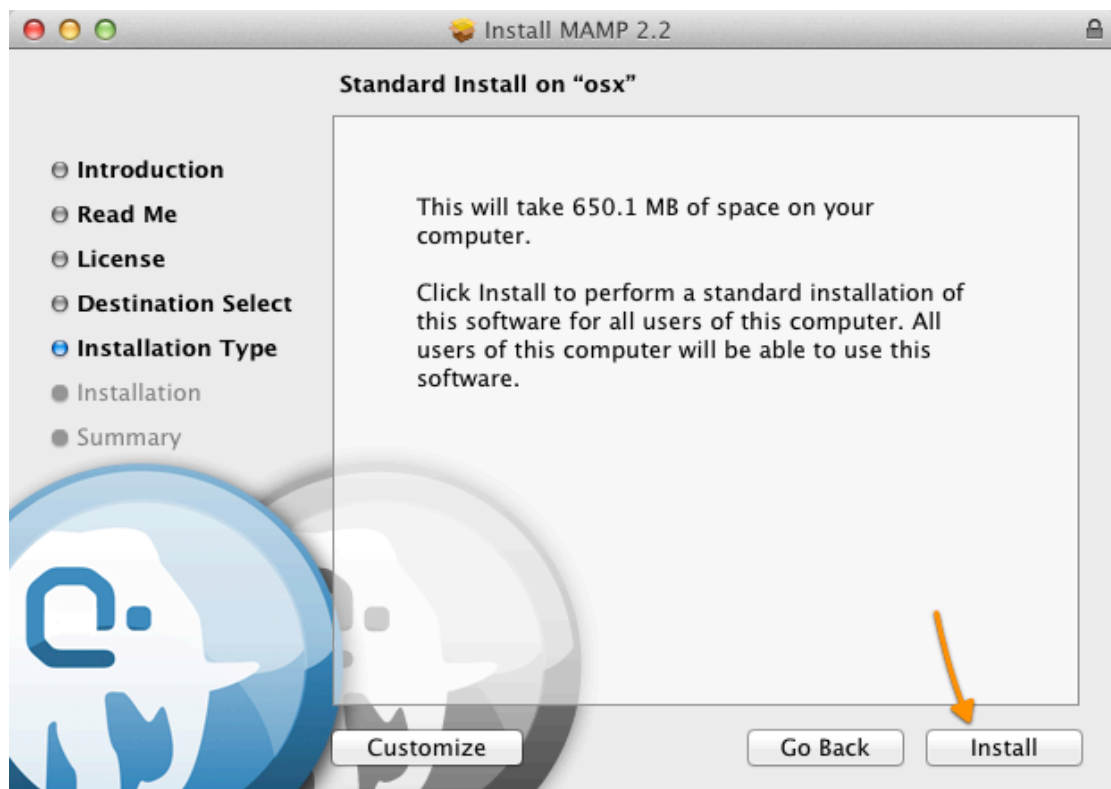 Install MAMP 2.2
Standard Install on “osx”
Introduction
Read Me
License
Destination Select
Installation Type
Installation
Summary
This will take 650.1 MB of space on your
computer.
Click Install to perform a standard installation of
this software for all users of this computer. All
users of this computer will be able to use this
software.
Customize
Go Back
Install